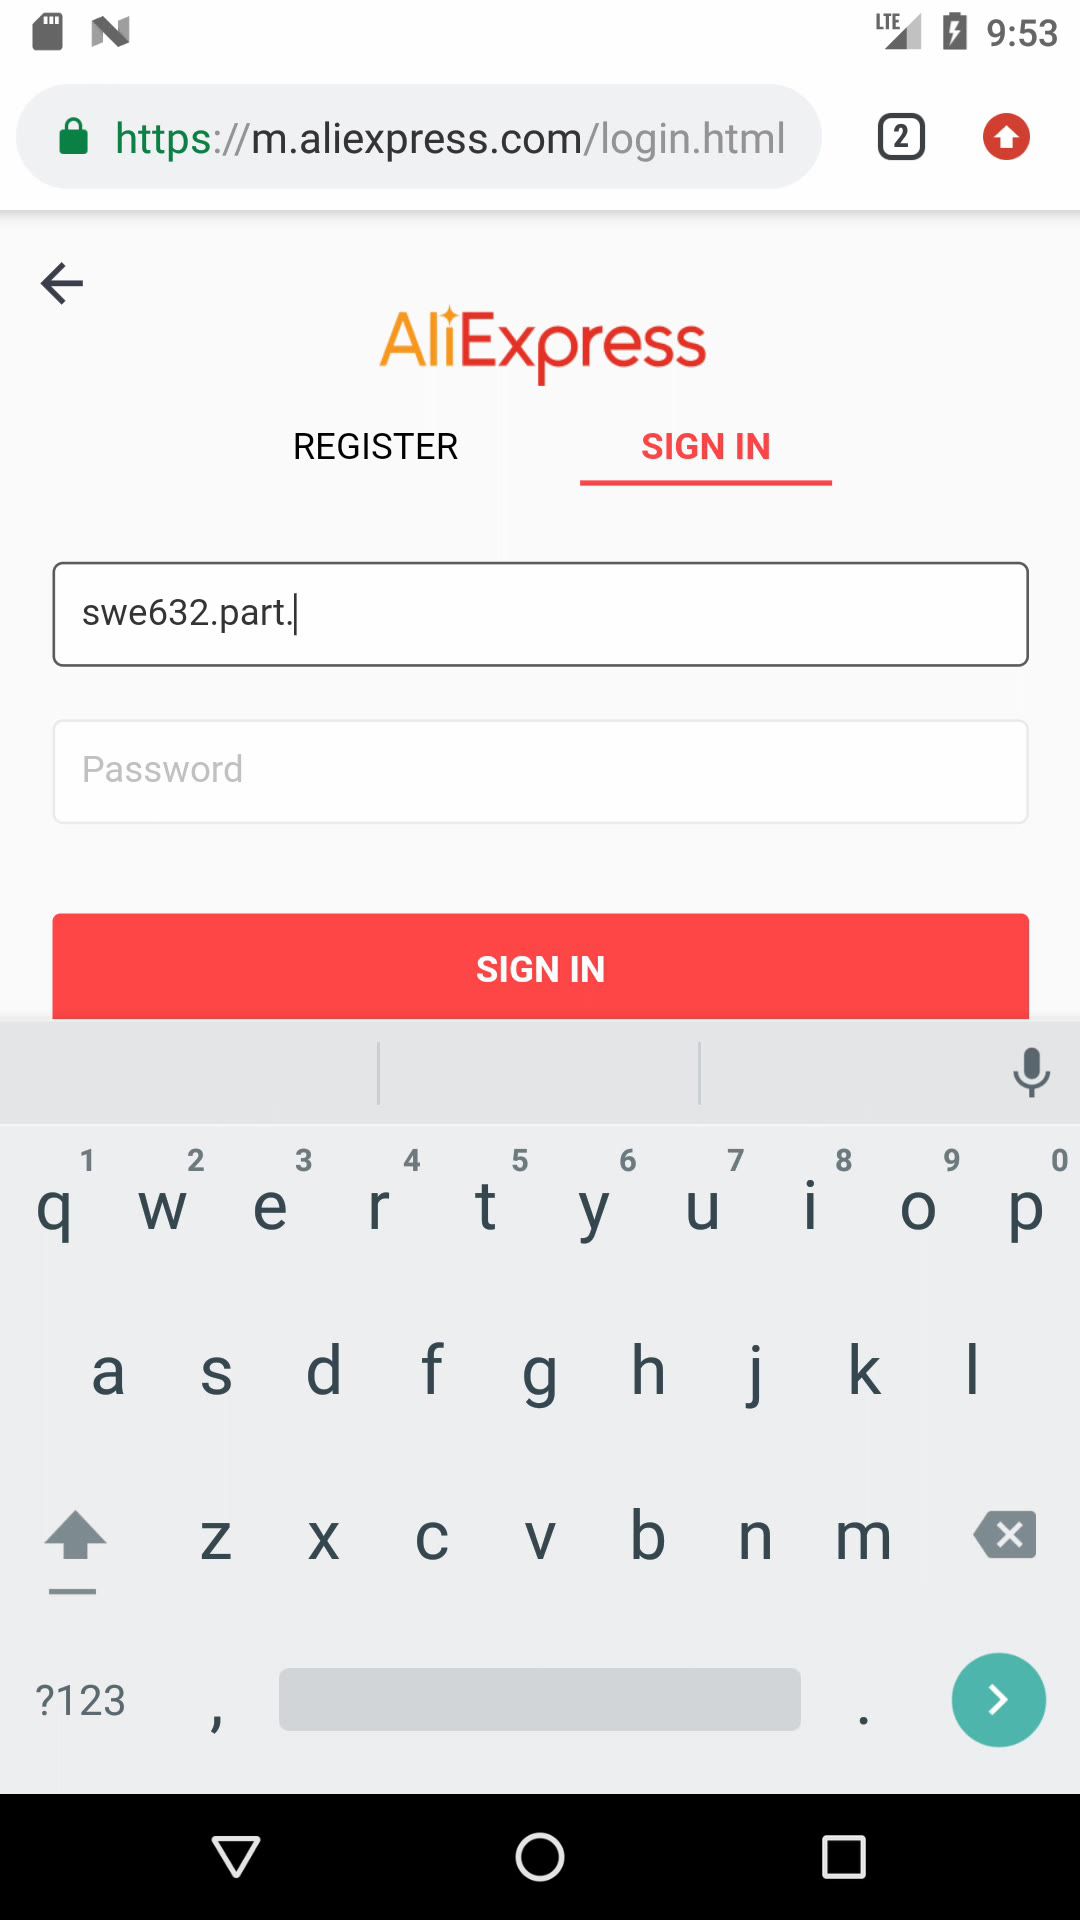 LTE 9:53
https://m.aliexpress.com/login.html 2
AliExpress
REGISTER SIGN IN
swe632.part.
Password
SIGN IN
1 2 3 4 5 6 7 8 9 0
q w e r t y u i o p
a s d f g h j k l
z x c v b n m
?123 , .